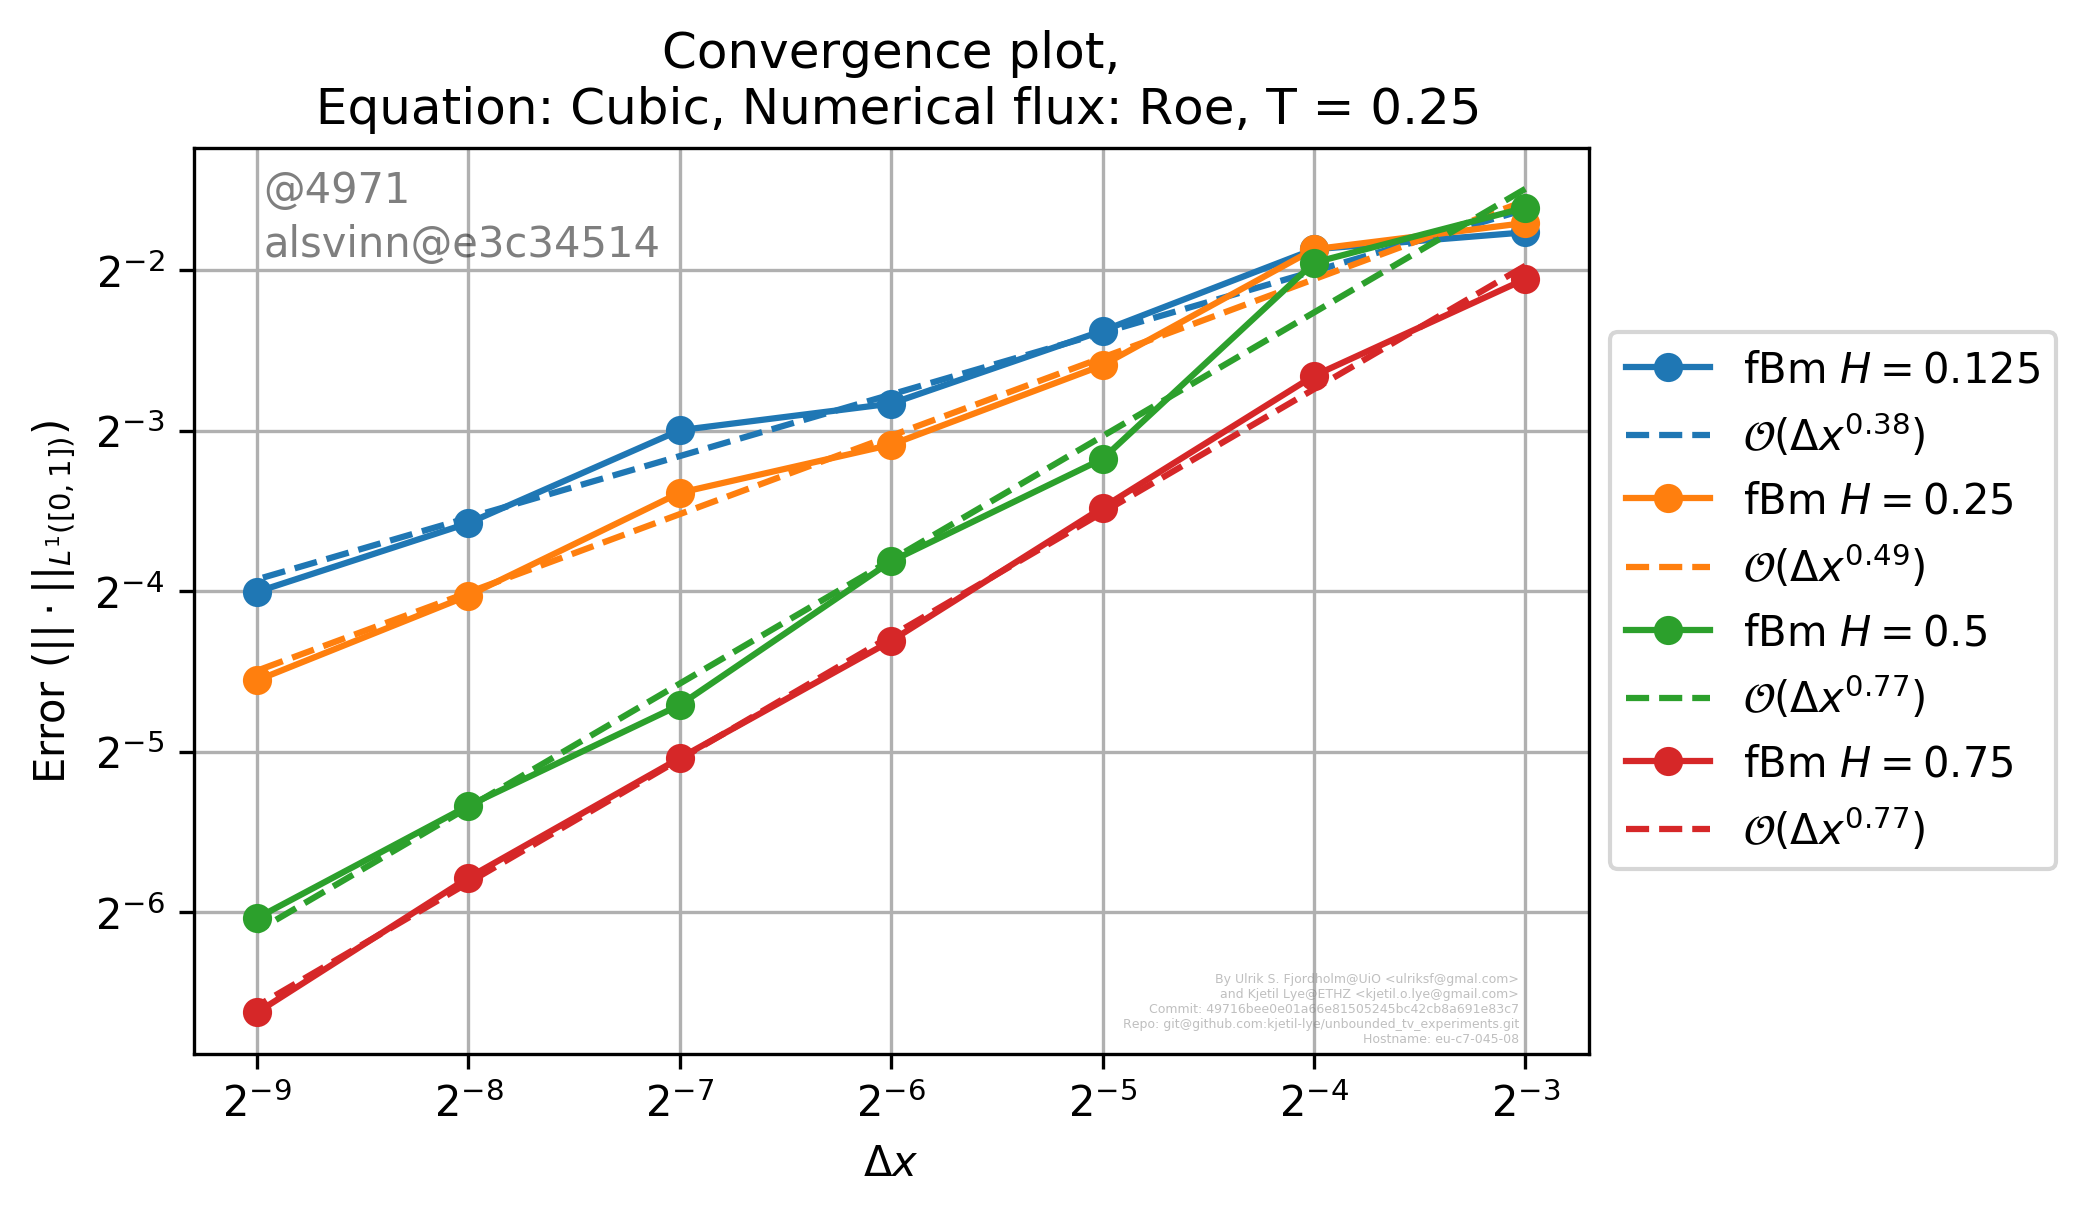 Convergence plot,
Equation: Cubic, Numerical flux: Roe, T = 0.25
@4971
alsvinn@e3c34514
Error (|| · ||_{L^1([0, 1])})
2^{-2}
2^{-3}
2^{-4}
2^{-5}
2^{-6}
By Ulrik S. Fjordholm@UiO <ulriksf@gmal.com>
and Kjetil Lye@ETHZ <kjetil.o.lye@gmail.com>
Commit: 49716bee0e01a66e81505245bc42cb8a691e83c7
Repo: git@github.com:kjetil-lye/unbounded_tv_experiments.git
Hostname: eu-c7-045-08
2^{-9} 2^{-8} 2^{-7} 2^{-6} 2^{-5} 2^{-4} 2^{-3}
Δx
fBm H = 0.125
𝒪(Δx^{0.38})
fBm H = 0.25
𝒪(Δx^{0.49})
fBm H = 0.5
𝒪(Δx^{0.77})
fBm H = 0.75
𝒪(Δx^{0.77})